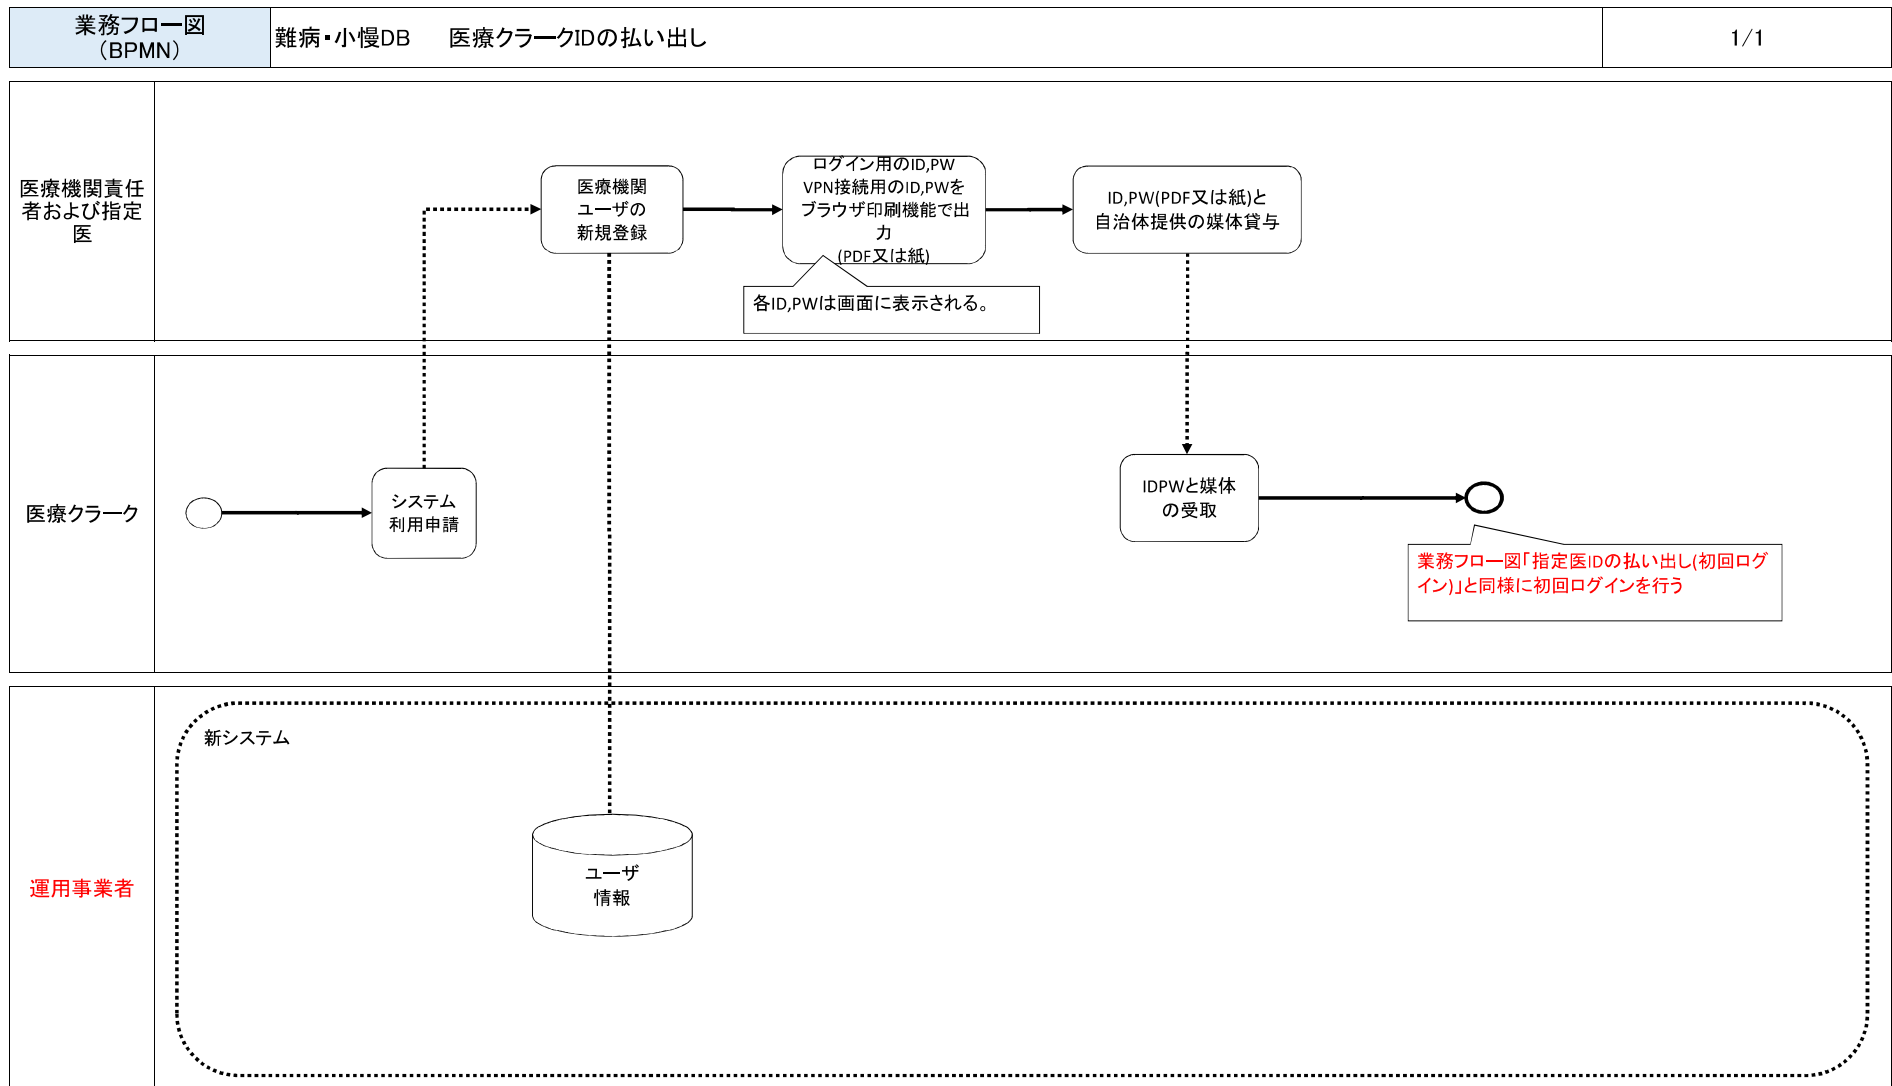 業務フロー図
（BPMN）
難病・小慢DB　　医療クラークIDの払い出し
1/1
医療機関責任
者および指定
医
医療機関
ユーザの
新規登録
ログイン用のID,PW
VPN接続用のID,PWを
ブラウザ印刷機能で出
力
(PDF又は紙)
ID,PW(PDF又は紙)と
自治体提供の媒体貸与
各ID,PWは画面に表示される。
医療クラーク
システム
利用申請
IDPWと媒体
の受取
業務フロー図「指定医IDの払い出し(初回ログ
イン)」と同様に初回ログインを行う
運用事業者
新システム
ユーザ
情報